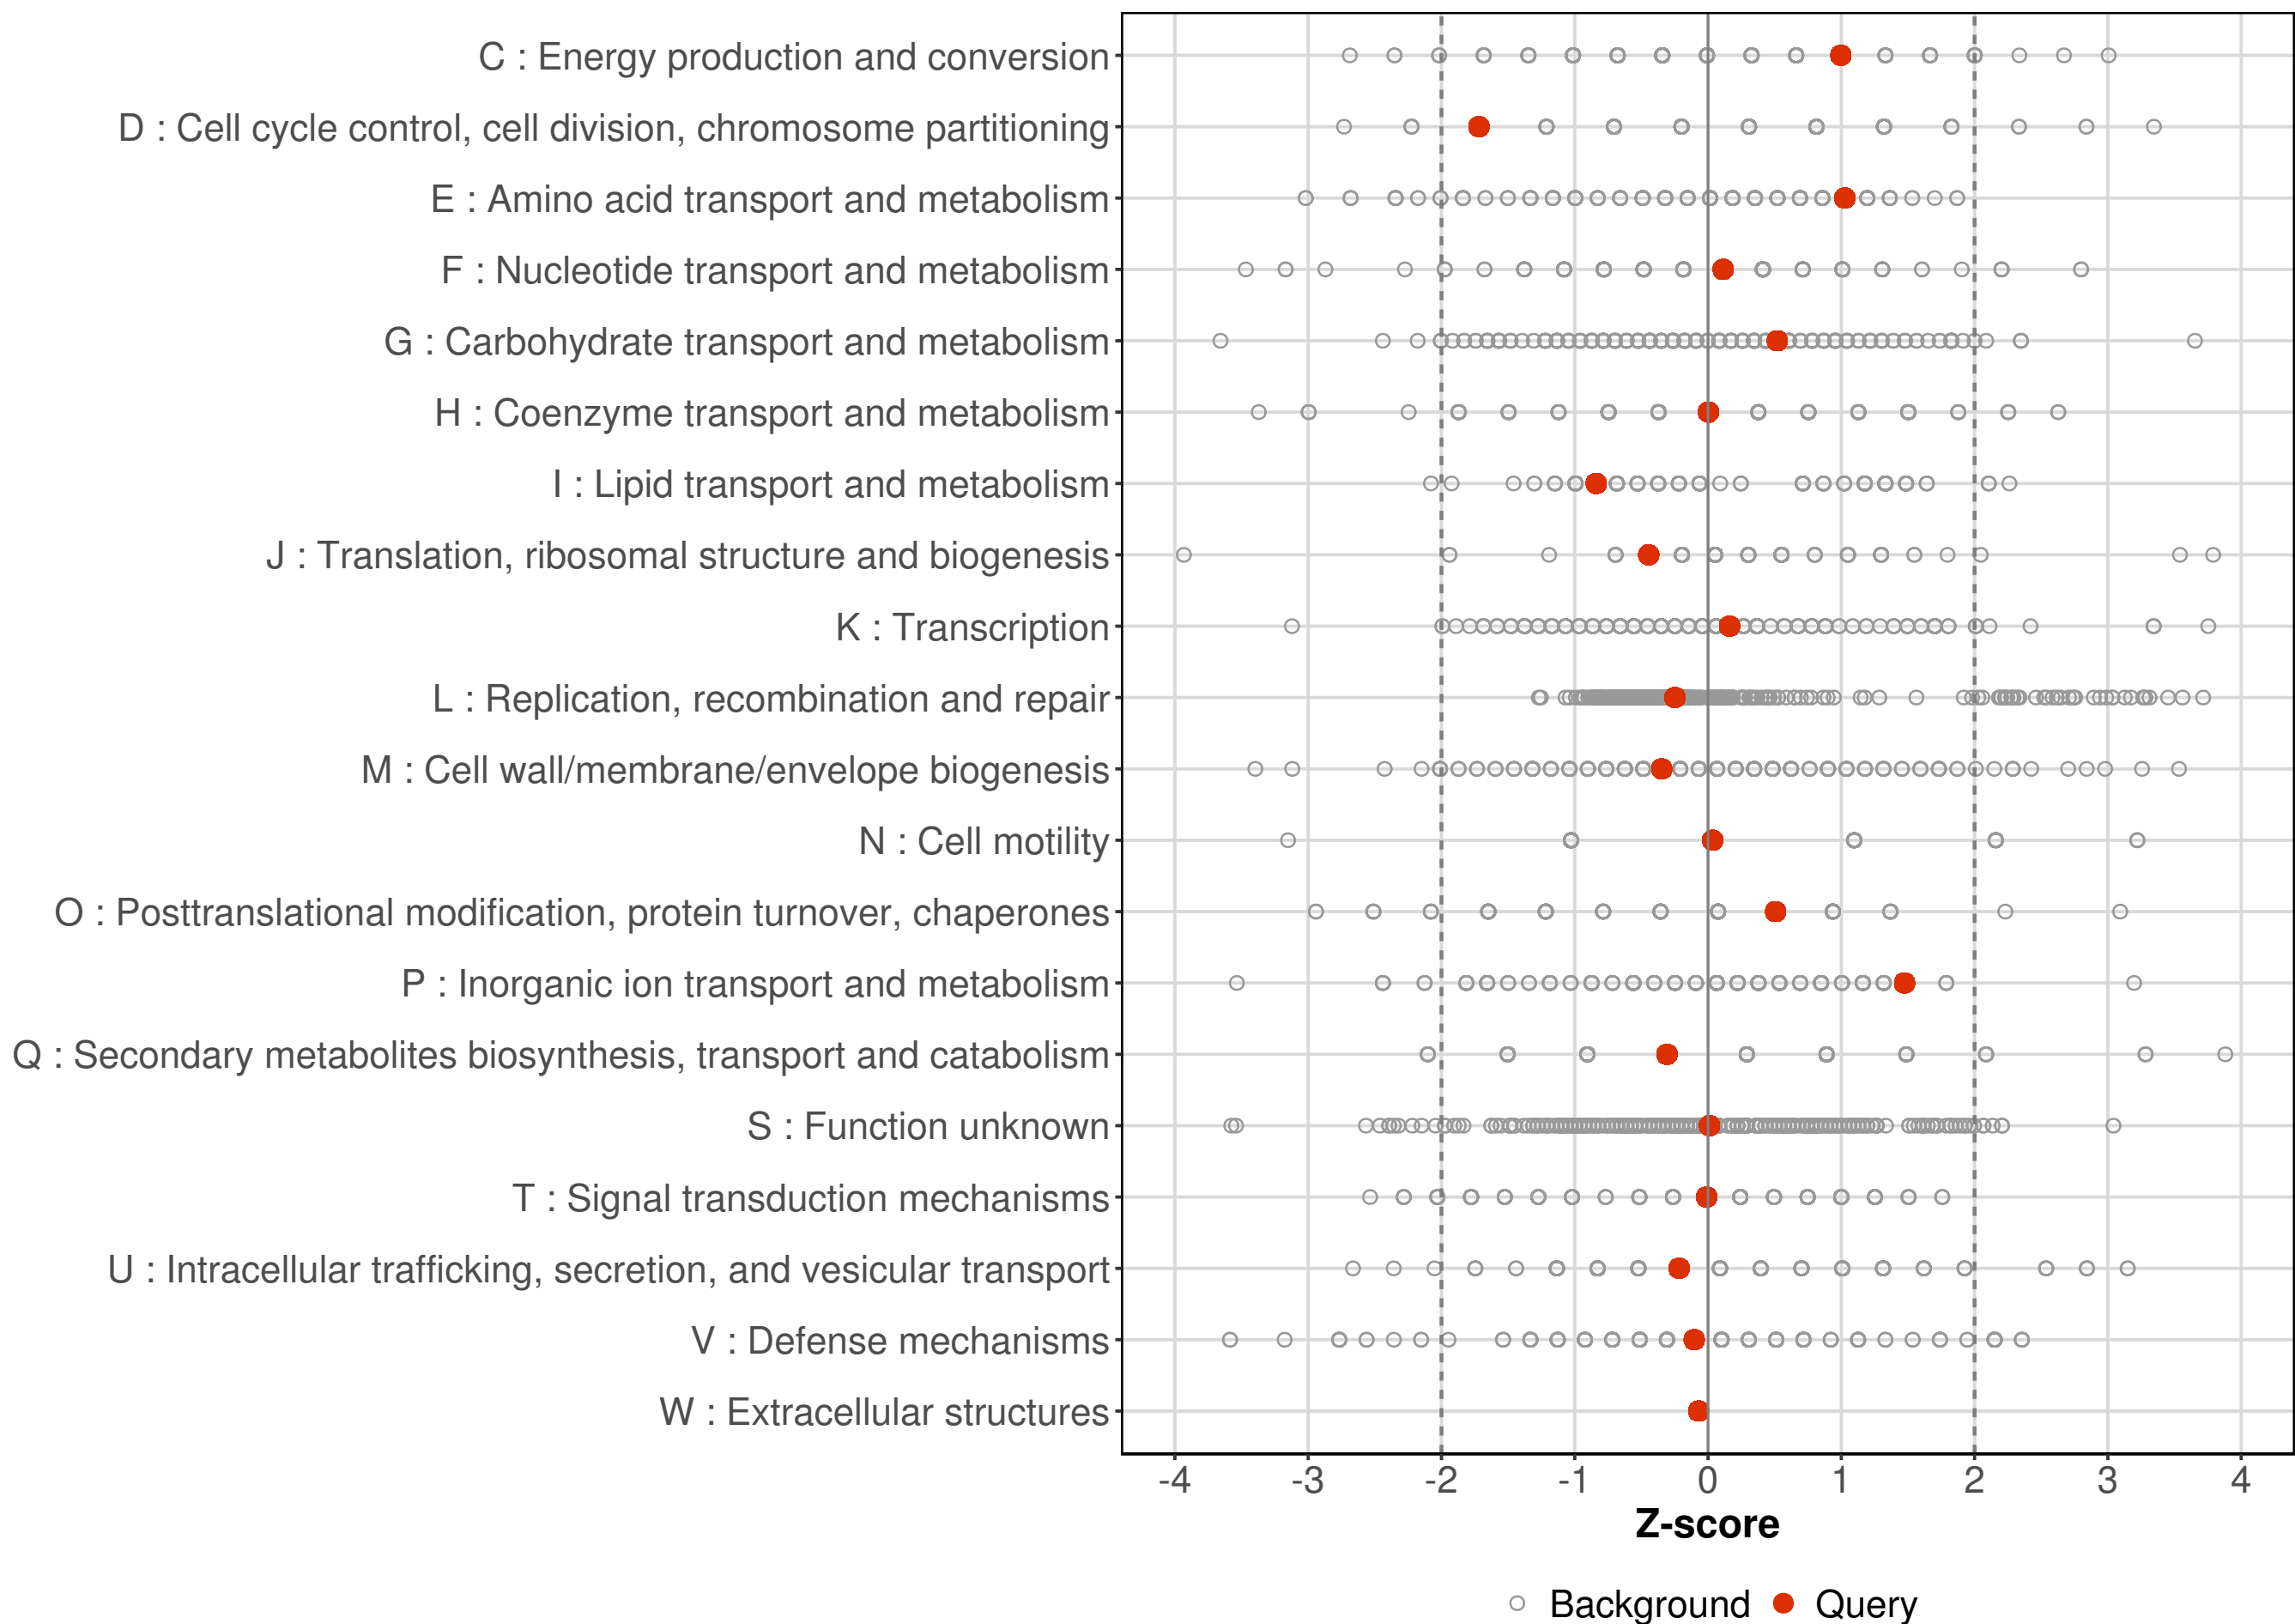 C : Energy production and conversion
D : Cell cycle control, cell division, chromosome partitioning
E : Amino acid transport and metabolism
F : Nucleotide transport and metabolism
G : Carbohydrate transport and metabolism
H : Coenzyme transport and metabolism
I : Lipid transport and metabolism
J : Translation, ribosomal structure and biogenesis
K : Transcription
L : Replication, recombination and repair
M : Cell wall/membrane/envelope biogenesis
N : Cell motility
O : Posttranslational modification, protein turnover, chaperones
P : Inorganic ion transport and metabolism
Q : Secondary metabolites biosynthesis, transport and catabolism
S : Function unknown
T : Signal transduction mechanisms
U : Intracellular trafficking, secretion, and vesicular transport
V : Defense mechanisms
W : Extracellular structures
-4 -3 -2 -1 0 1 2 3 4
Z-score
Background Query